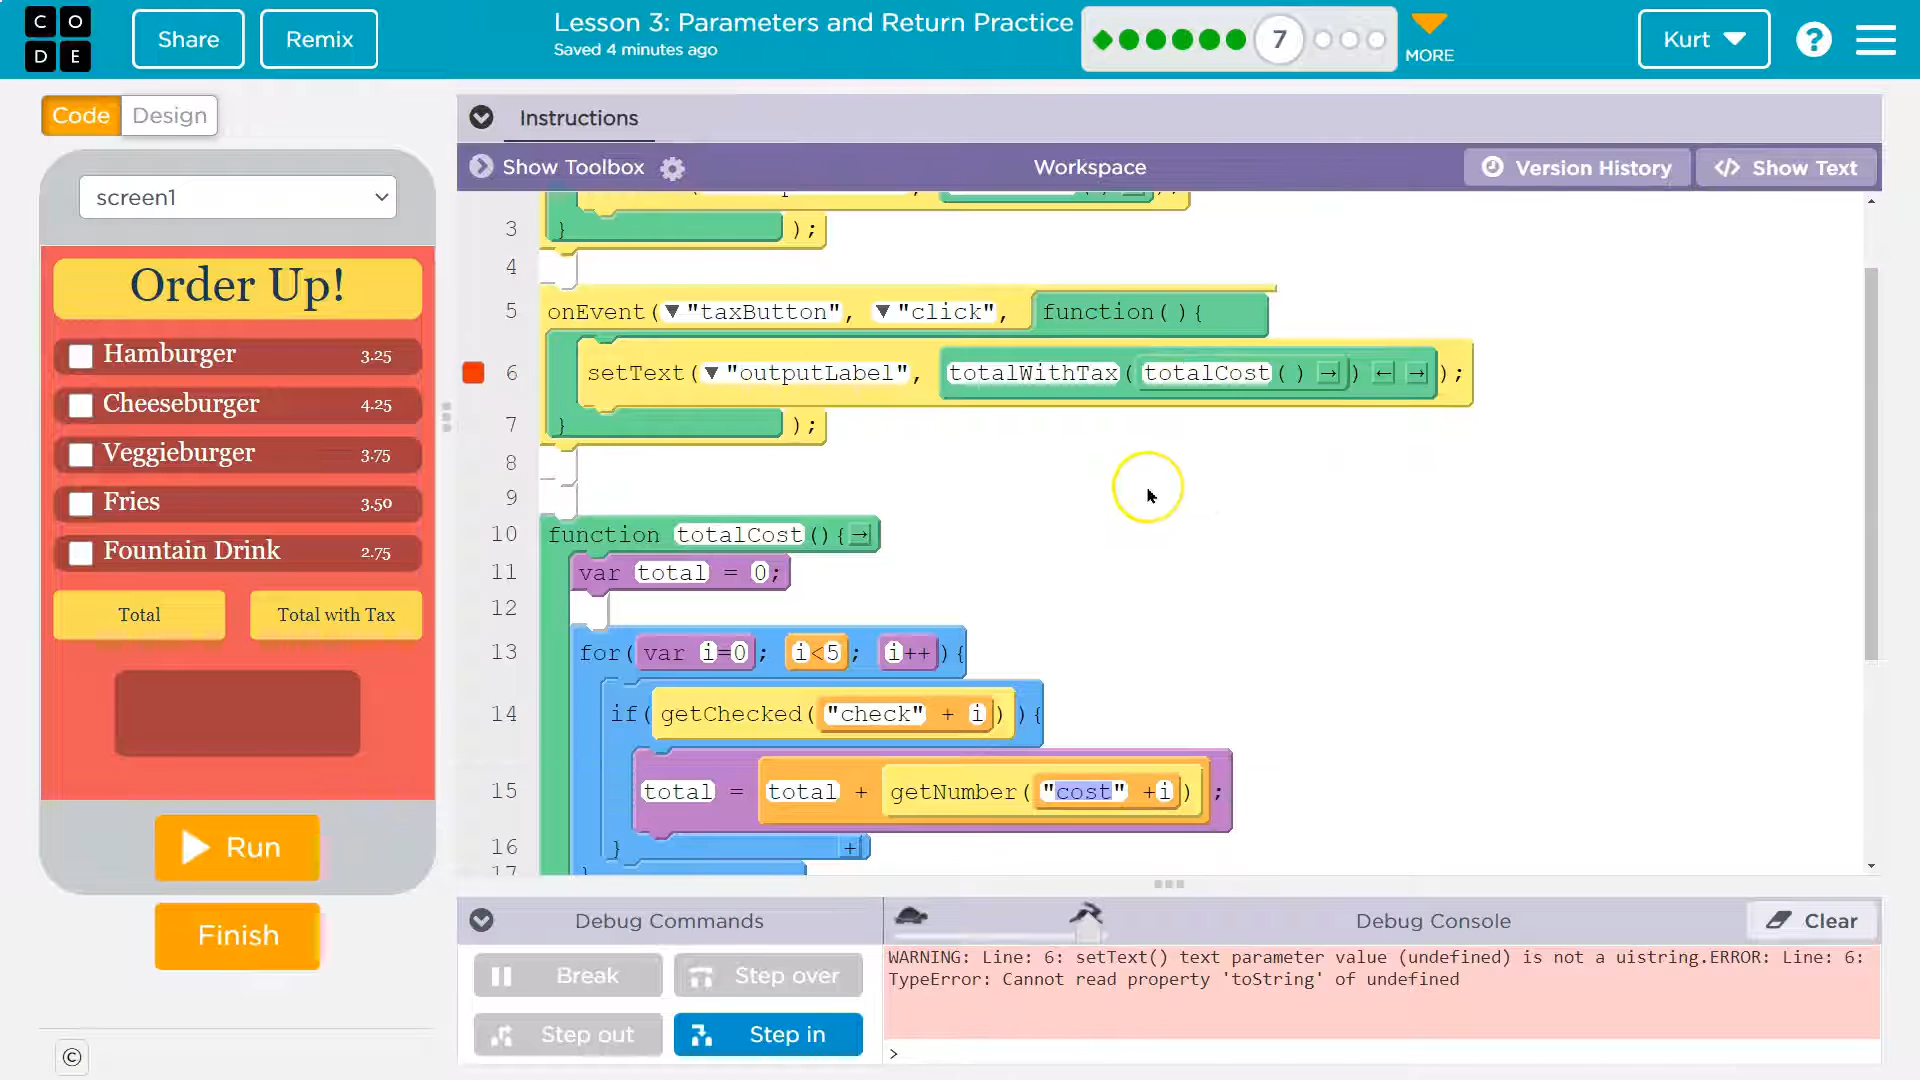 CODE
Share
Remix
Lesson 3: Parameters and Return Practice
Saved 4 minutes ago
7
MORE
Kurt
?
Code
Design
screen1
Order Up!
Hamburger 3.25
Cheeseburger 4.25
Veggieburger 3.75
Fries 3.50
Fountain Drink 2.75
Total
Total with Tax
Run
Finish
©
Instructions
Show Toolbox
Workspace
Version History
</> Show Text
3 } );
4
5 onEvent(▼"taxButton", ▼"click", function( ){
6 setText(▼"outputLabel", totalWithTax(totalCost()→) ← →);
7 } );
8
9
10 function totalCost(){→
11 var total = 0;
12
13 for(var i=0; i<5; i++){
14 if(getChecked("check" + i)){
15 total = total + getNumber("cost" +i);
16 } +
17 }
Debug Commands
Break
Step over
Step out
Step in
Debug Console
Clear
WARNING: Line: 6: setText() text parameter value (undefined) is not a uistring.ERROR: Line: 6:
TypeError: Cannot read property 'toString' of undefined
>